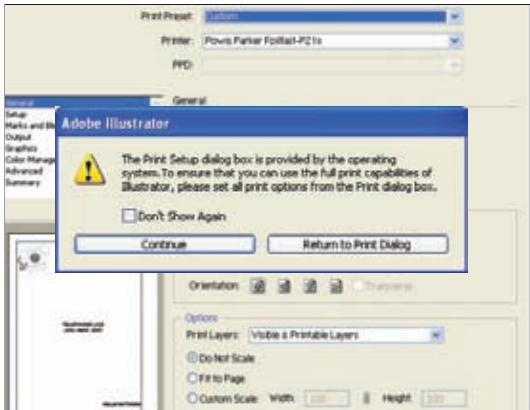 Print Preset: Custom
Printer: Powis Parker Fastback-P21x
PPD:
General
General
Setup
Marks and Bl
Output
Graphics
Color Manage
Advanced
Summary
Adobe Illustrator
The Print Setup dialog box is provided by the operating
system. To ensure that you can use the full print capabilities of
Illustrator, please set all print options from the Print dialog box.
Don't Show Again
Continue
Return to Print Dialog
Orientation:
Transverse
Options
Print Layers: Visible & Printable Layers
Do Not Scale
Fit to Page
Custom Scale: Width: 100 Height: 100